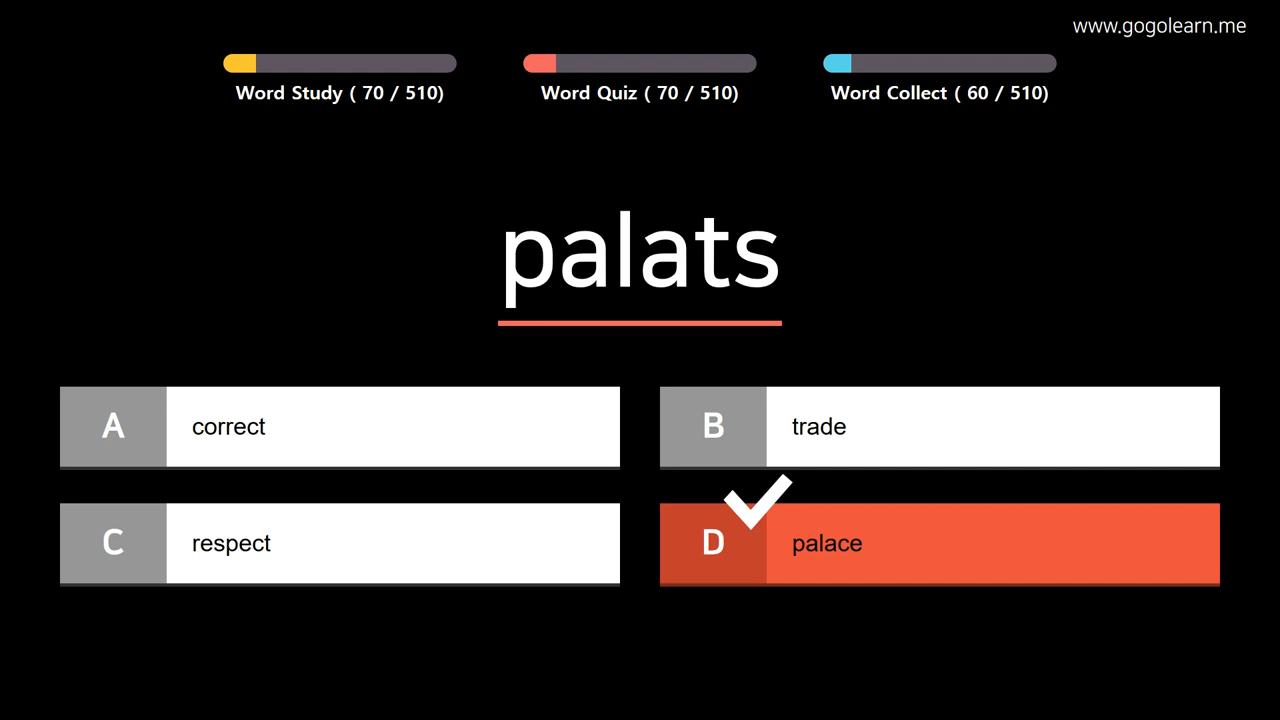 www.gogolearn.me
Word Study ( 70 / 510)
Word Quiz ( 70 / 510)
Word Collect ( 60 / 510)
palats
A correct
B trade
C respect
D palace